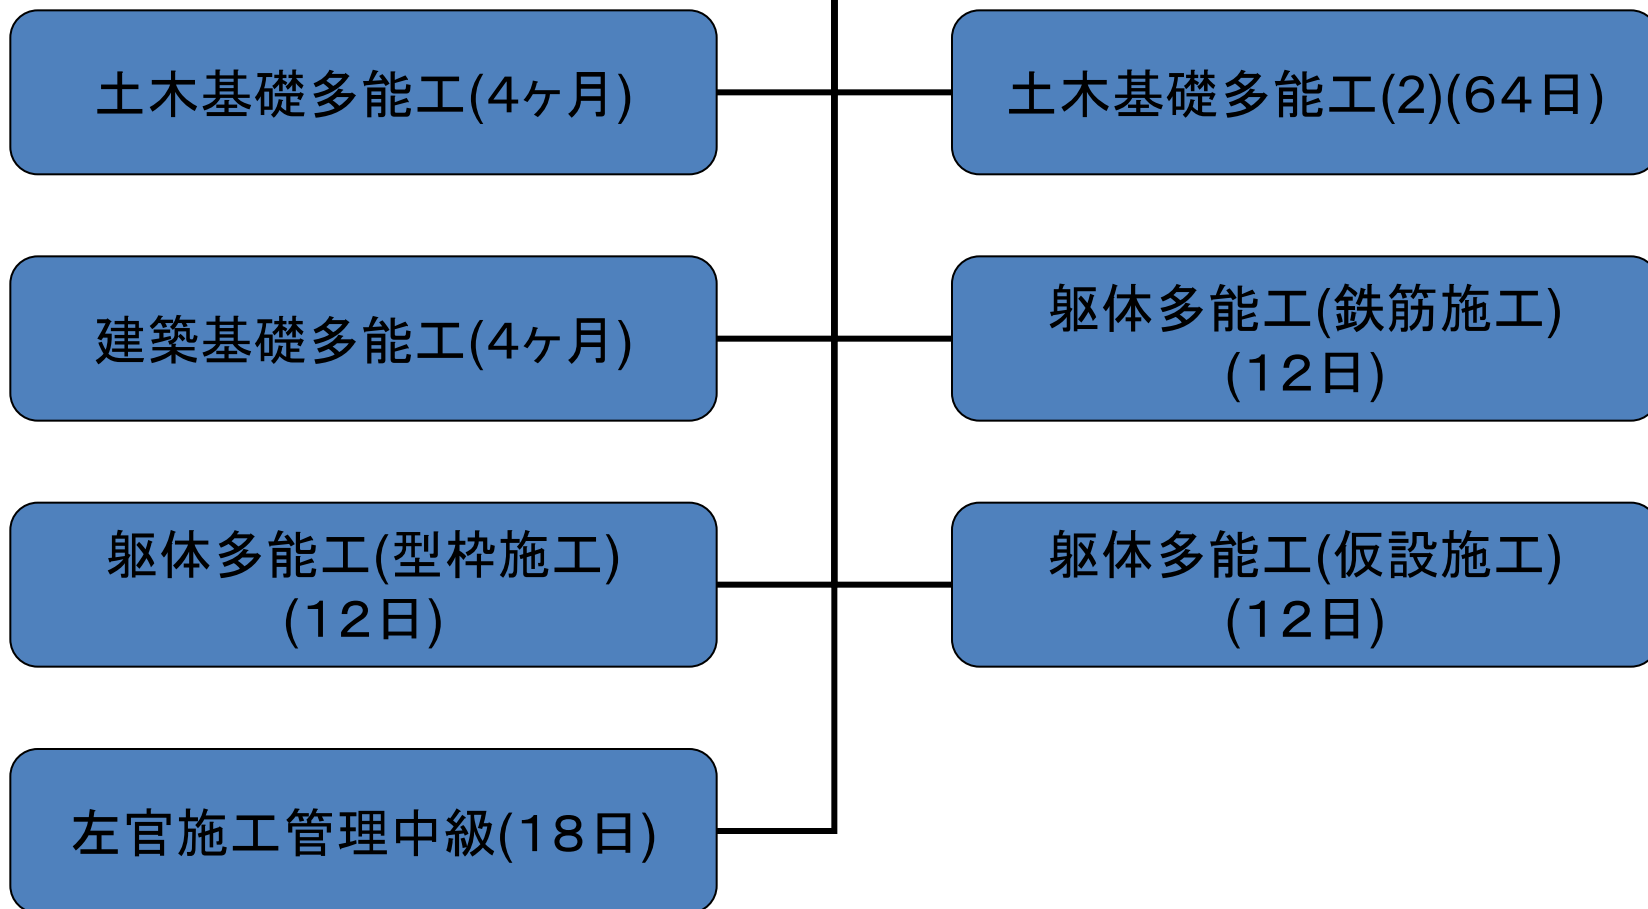 土木基礎多能工(4ヶ月)
土木基礎多能工(2)(64日)
建築基礎多能工(4ヶ月)
躯体多能工(鉄筋施工)
(12日)
躯体多能工(型枠施工)
(12日)
躯体多能工(仮設施工)
(12日)
左官施工管理中級(18日)